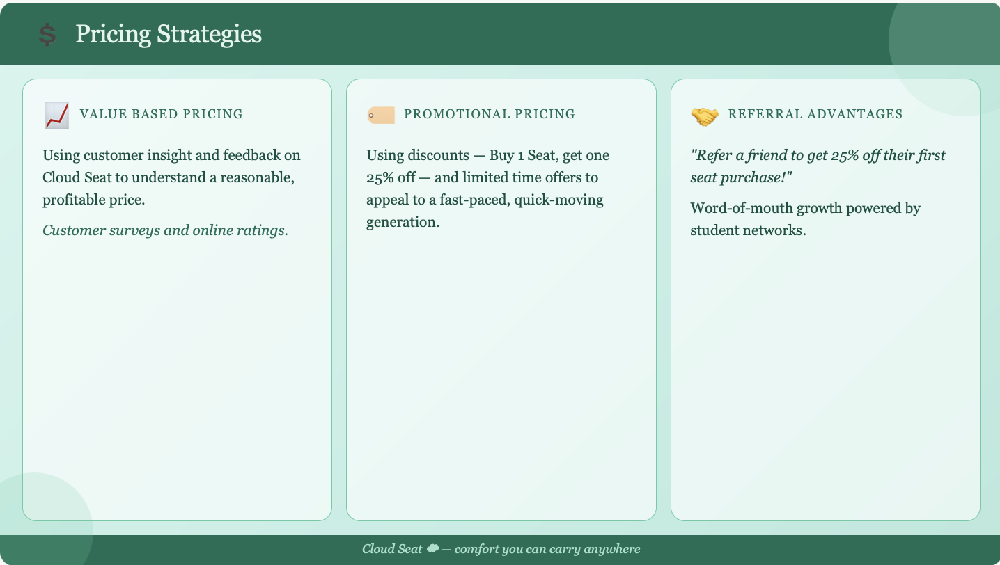 Pricing Strategies
VALUE BASED PRICING
Using customer insight and feedback on
Cloud Seat to understand a reasonable,
profitable price.
Customer surveys and online ratings.
PROMOTIONAL PRICING
Using discounts — Buy 1 Seat, get one
25% off — and limited time offers to
appeal to a fast-paced, quick-moving
generation.
REFERRAL ADVANTAGES
"Refer a friend to get 25% off their first
seat purchase!"
Word-of-mouth growth powered by
student networks.
Cloud Seat ☁ — comfort you can carry anywhere